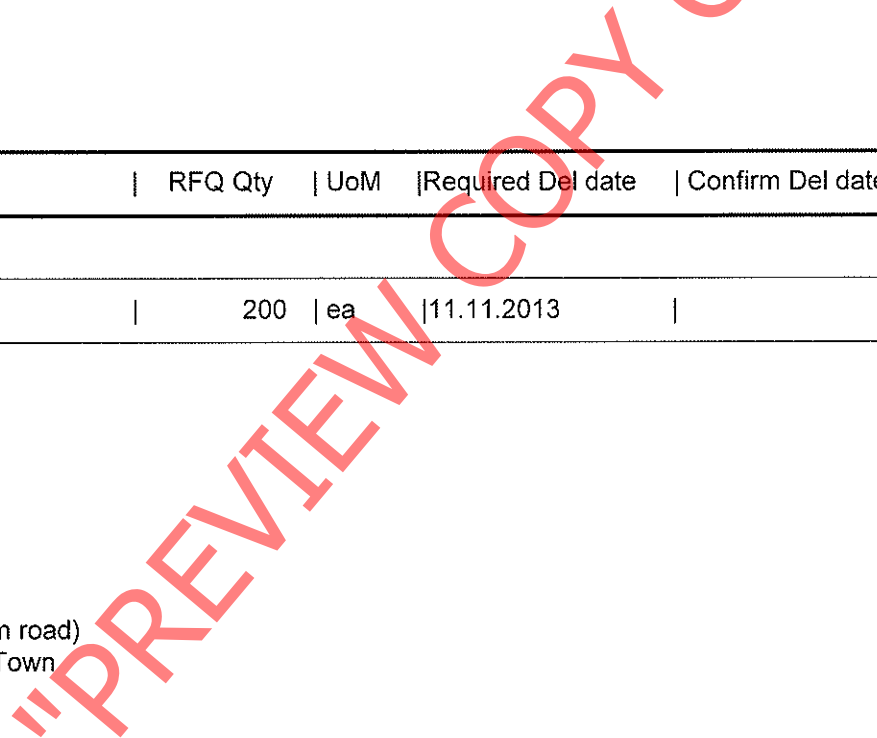 | RFQ Qty | UoM |Required Del date | Confirm Del date
| 200 | ea |11.11.2013 |
road)
Town
"PREVIEW COPY